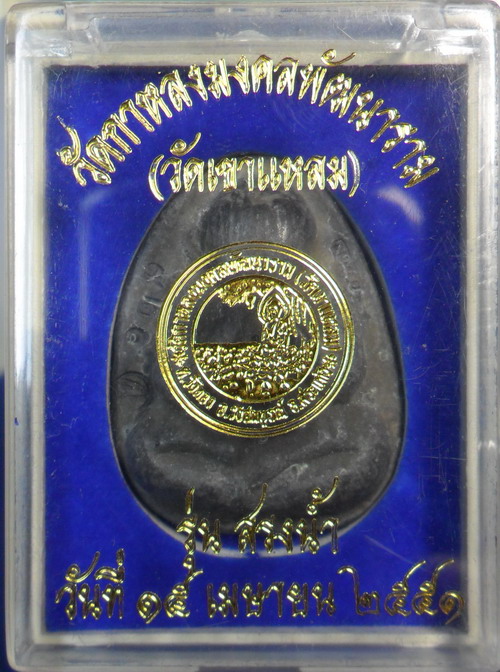 วัดกาหลงมงคลพัฒนาราม
(วัดเขาแหลม)
รุ่น สรงน้ำ
วันที่ ๑๕ เมษายน ๒๕๕๑